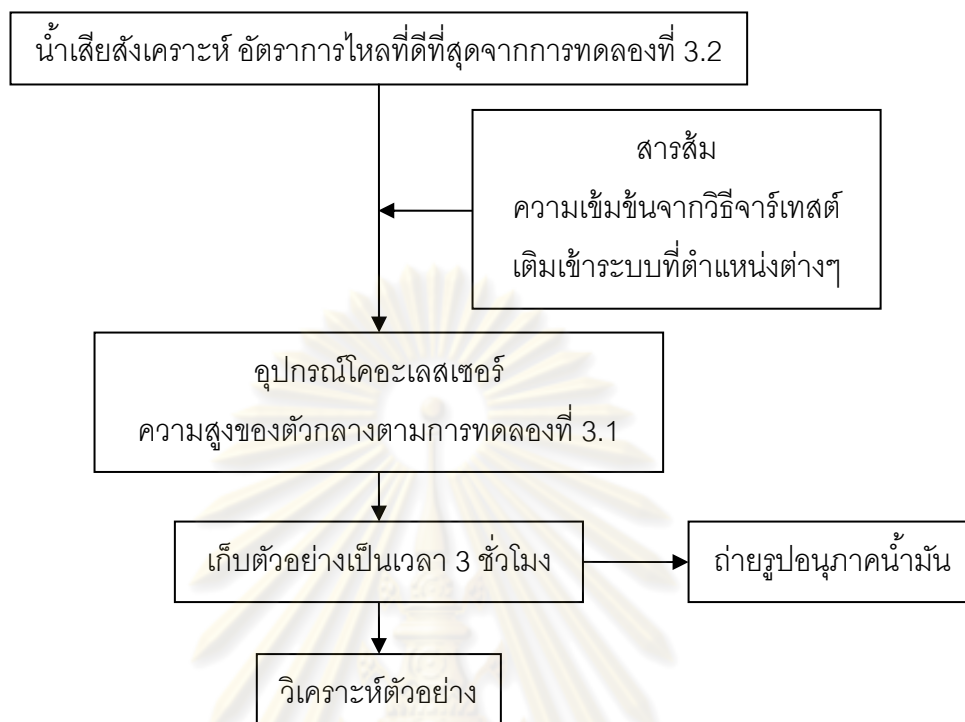 น้ำเสียสังเคราะห์ อัตราการไหลที่ดีที่สุดจากการทดลองที่ 3.2
สารส้ม
ความเข้มข้นจากวิธีจาร์เทสต์
เติมเข้าระบบที่ตำแหน่งต่างๆ
อุปกรณ์โคอะเลสเซอร์
ความสูงของตัวกลางตามการทดลองที่ 3.1
เก็บตัวอย่างเป็นเวลา 3 ชั่วโมง
ถ่ายรูปอนุภาคน้ำมัน
วิเคราะห์ตัวอย่าง